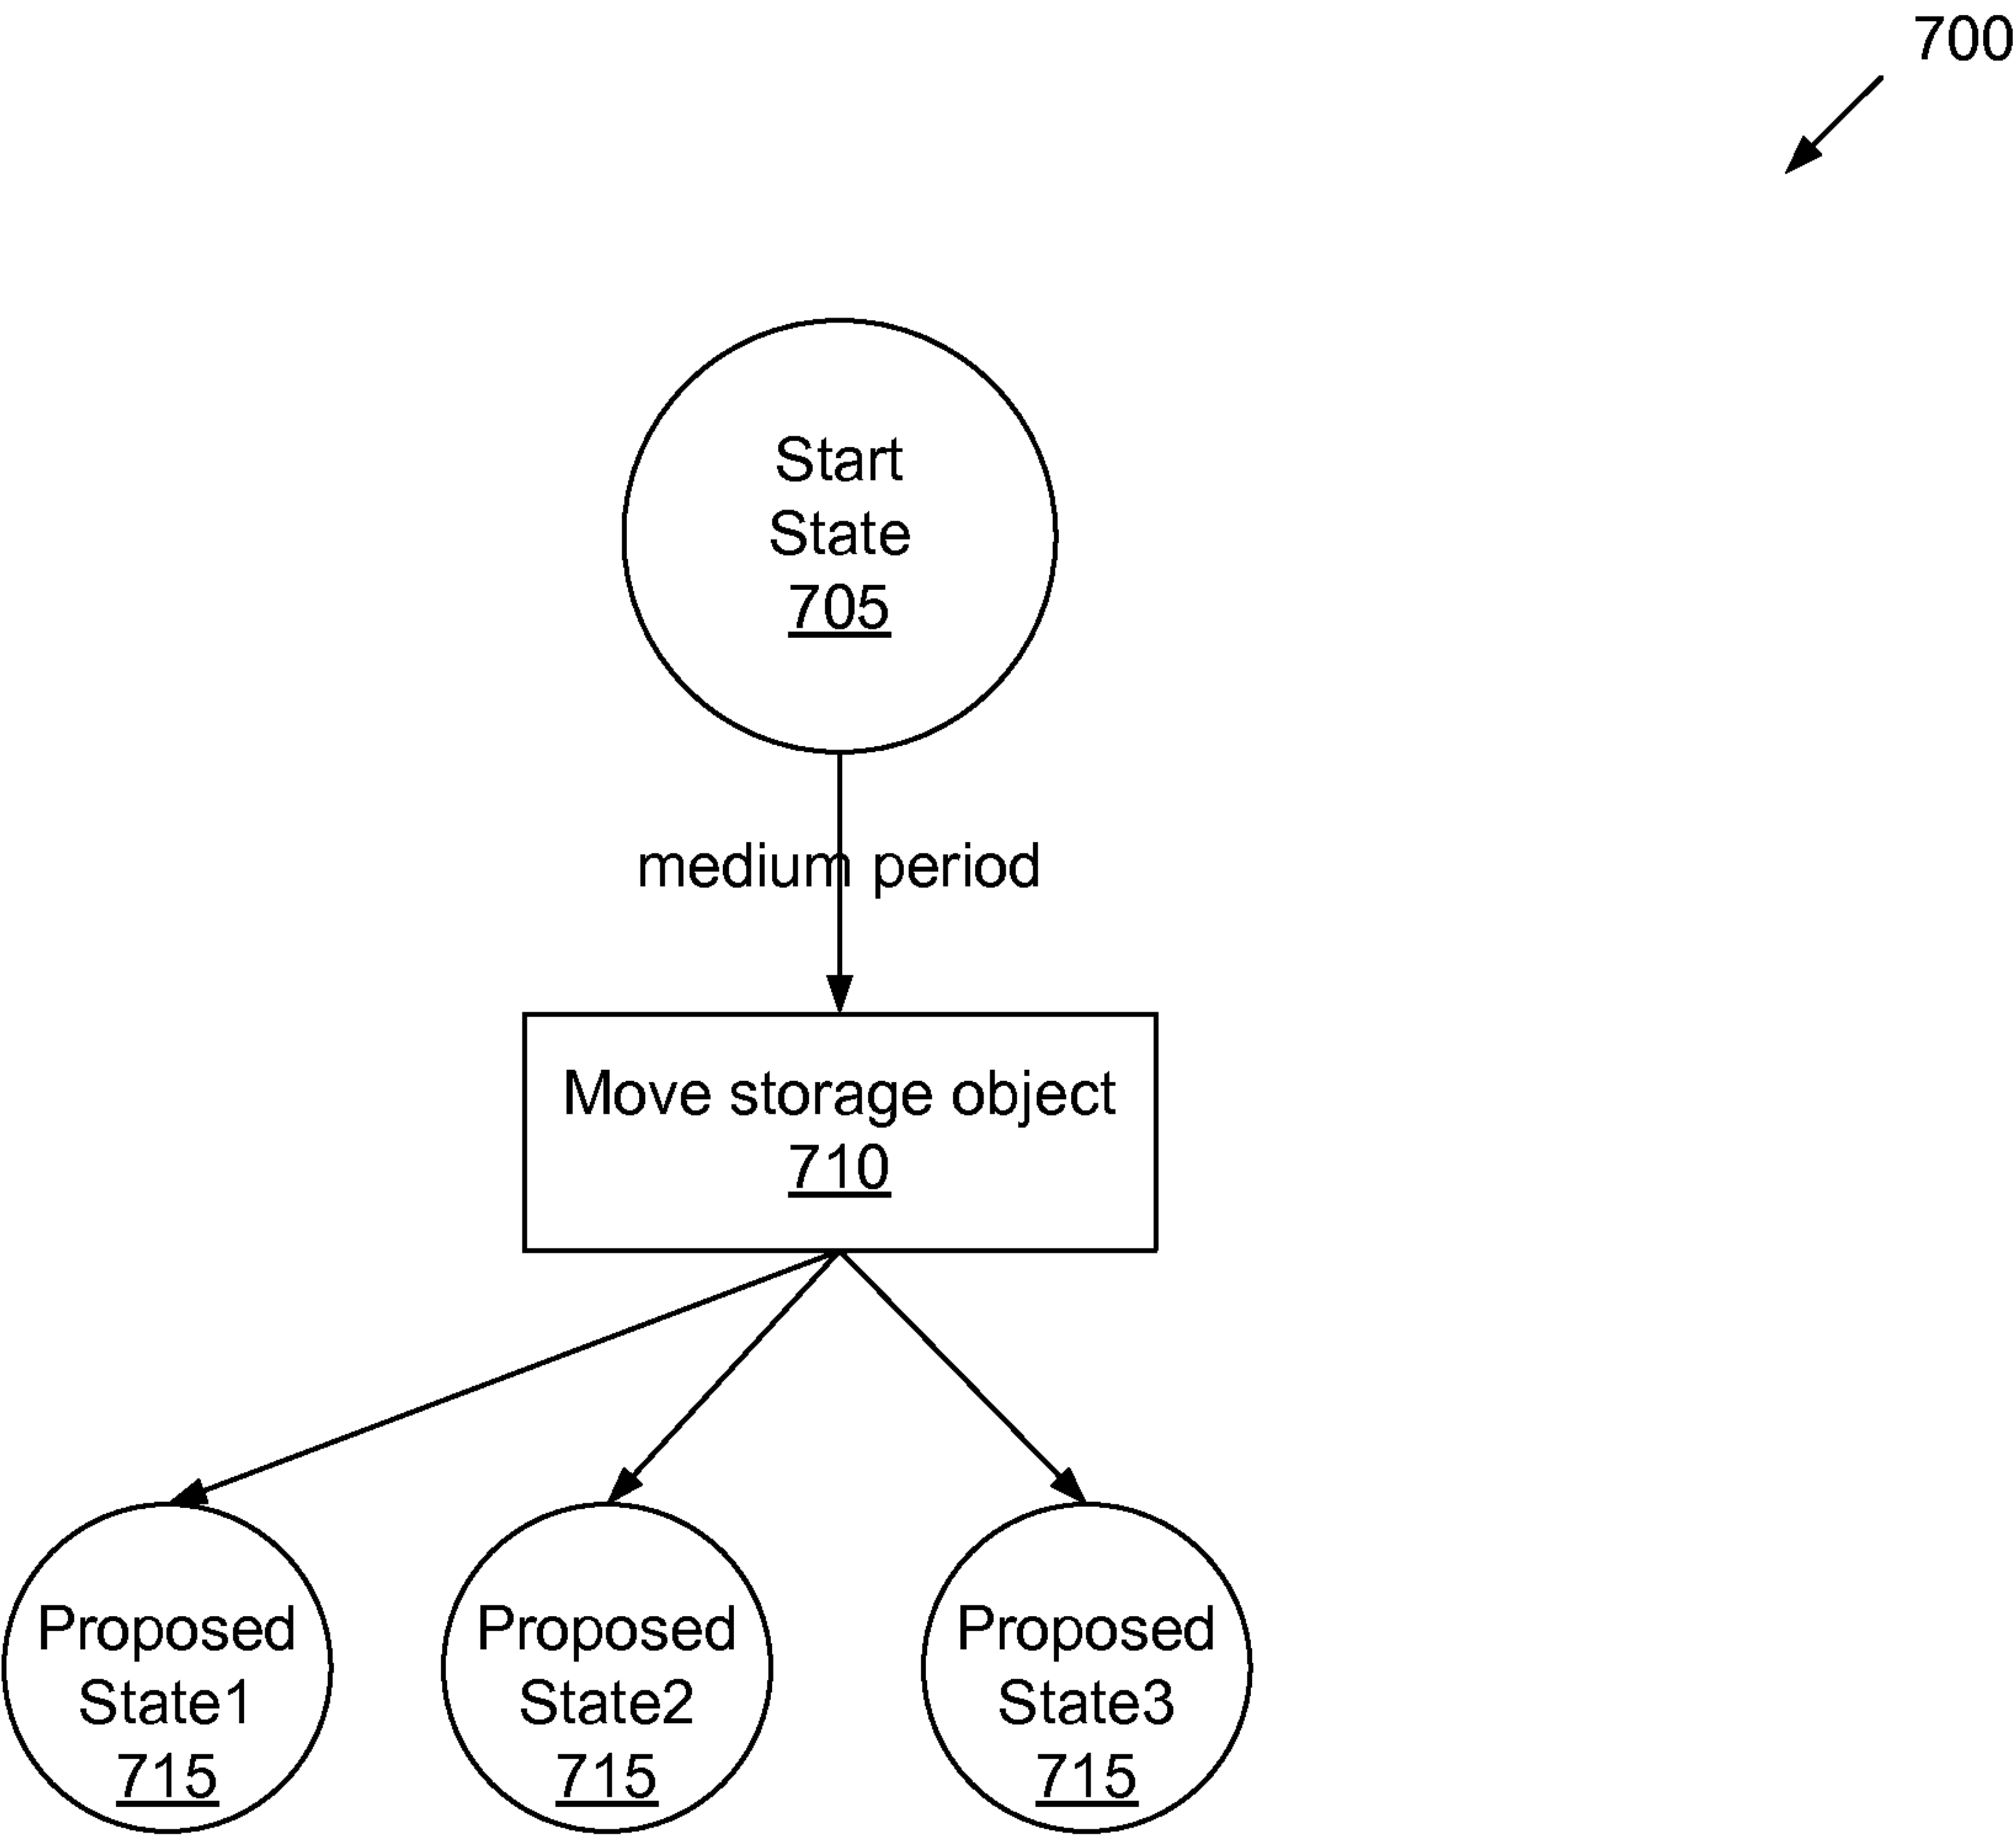 700
Start
State
705
medium period
Move storage object
710
Proposed
State1
715
Proposed
State2
715
Proposed
State3
715